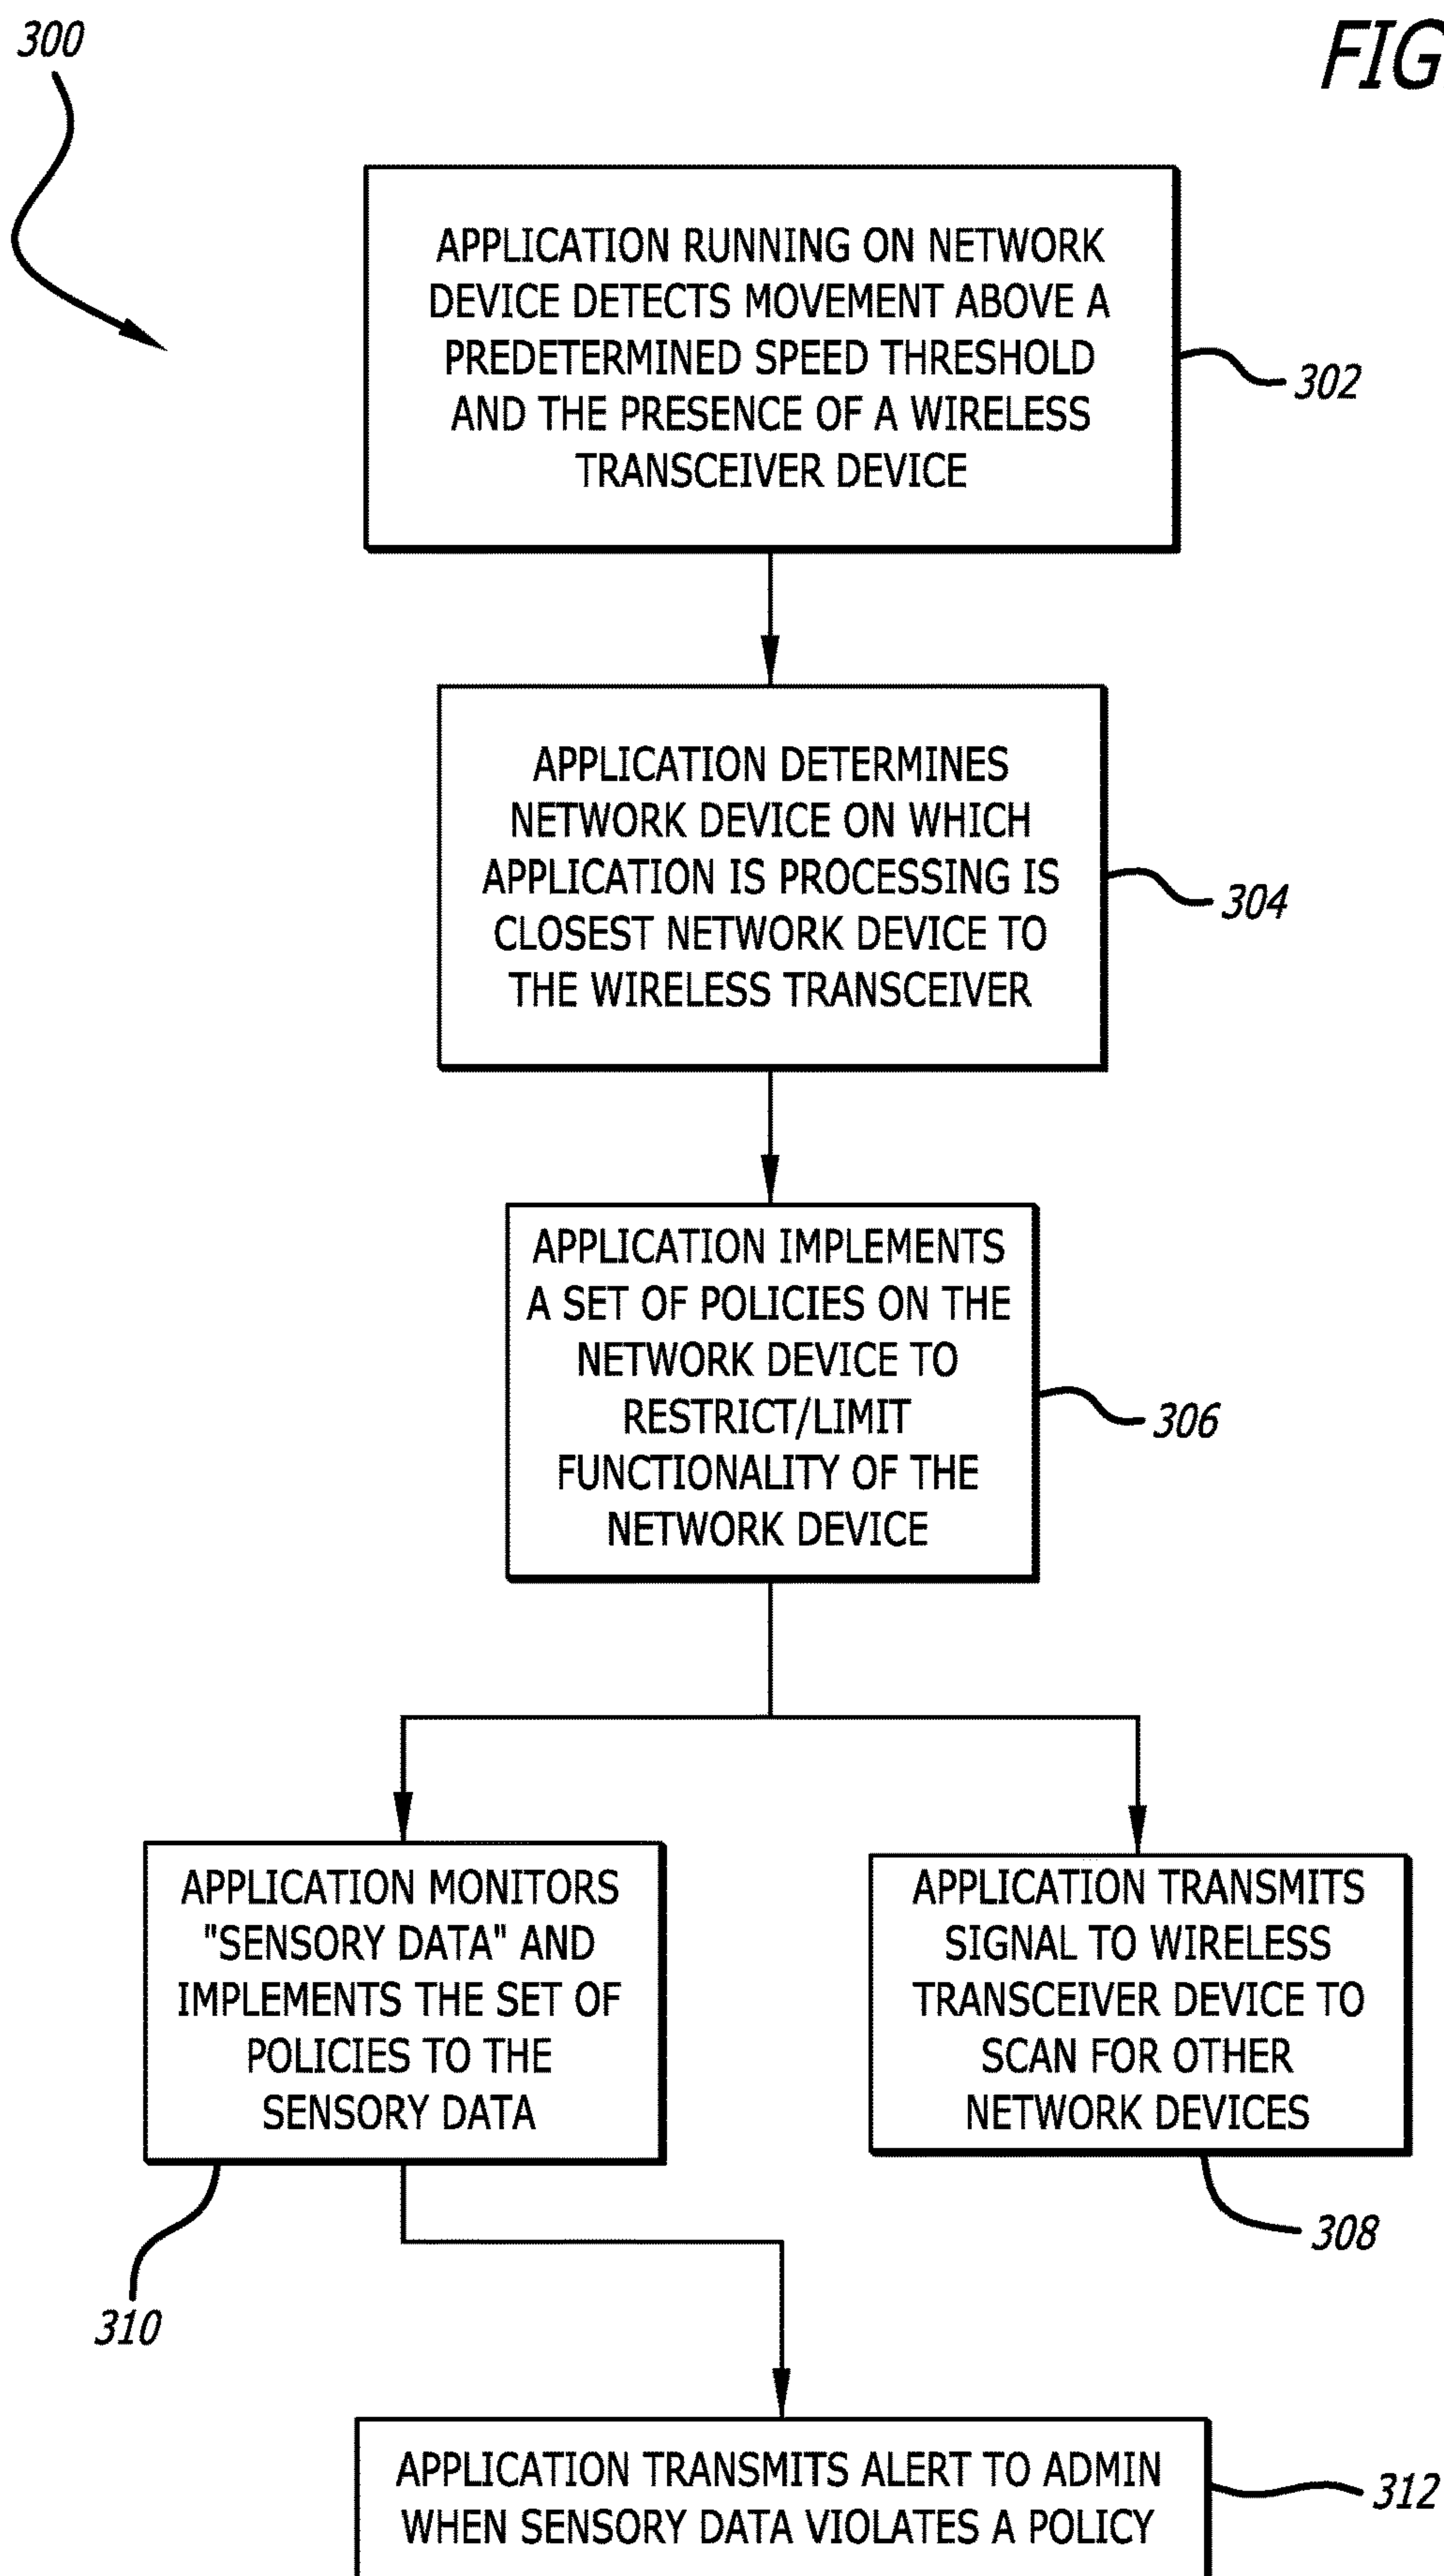 300
FIG.
APPLICATION RUNNING ON NETWORK
DEVICE DETECTS MOVEMENT ABOVE A
PREDETERMINED SPEED THRESHOLD
AND THE PRESENCE OF A WIRELESS
TRANSCEIVER DEVICE
302
APPLICATION DETERMINES
NETWORK DEVICE ON WHICH
APPLICATION IS PROCESSING IS
CLOSEST NETWORK DEVICE TO
THE WIRELESS TRANSCEIVER
304
APPLICATION IMPLEMENTS
A SET OF POLICIES ON THE
NETWORK DEVICE TO
RESTRICT/LIMIT
FUNCTIONALITY OF THE
NETWORK DEVICE
306
APPLICATION MONITORS
"SENSORY DATA" AND
IMPLEMENTS THE SET OF
POLICIES TO THE
SENSORY DATA
310
APPLICATION TRANSMITS
SIGNAL TO WIRELESS
TRANSCEIVER DEVICE TO
SCAN FOR OTHER
NETWORK DEVICES
308
APPLICATION TRANSMITS ALERT TO ADMIN
WHEN SENSORY DATA VIOLATES A POLICY
312